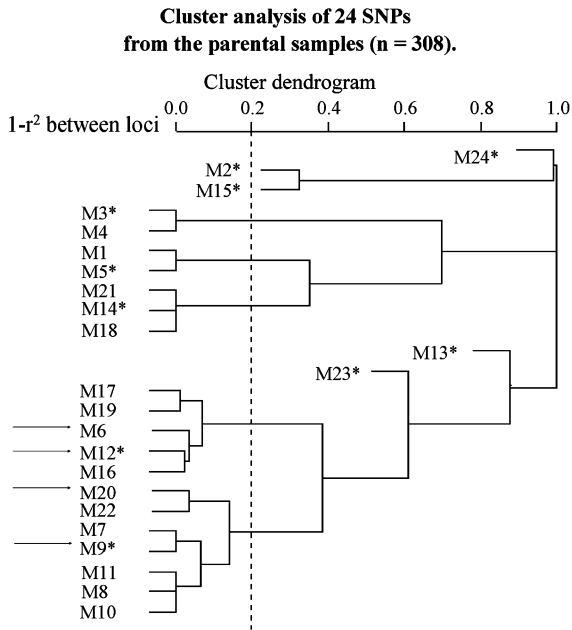 Cluster analysis of 24 SNPs
from the parental samples (n = 308).
Cluster dendrogram
0.0 0.2 0.4 0.6 0.8 1.0
1-r² between loci
M24*
M2*
M15*
M3*
M4
M1
M5*
M21
M14*
M18
M13*
M23*
M17
M19
M6
M12*
M16
M20
M22
M7
M9*
M11
M8
M10